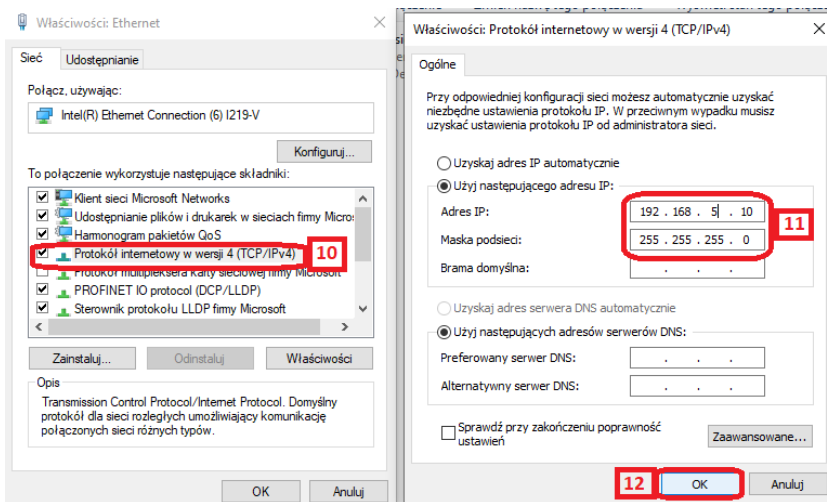 Właściwości: Ethernet
Sieć
Udostępnianie
Połącz, używając:
Intel(R) Ethernet Connection (6) I219-V
Konfiguruj...
To połączenie wykorzystuje następujące składniki:
Klient sieci Microsoft Networks
Udostępnianie plików i drukarek w sieciach firmy Micro
Harmonogram pakietów QoS
Protokół internetowy w wersji 4 (TCP/IPv4)
10
Protokół multipleksera karty sieciowej firmy Microsoft
PROFINET IO protocol (DCP/LLDP)
Sterownik protokołu LLDP firmy Microsoft
Zainstaluj...
Odinstaluj
Właściwości
Opis
Transmission Control Protocol/Internet Protocol. Domyślny
protokół dla sieci rozległych umożliwiający komunikację
połączonych sieci różnych typów.
OK
Anuluj
Właściwości: Protokół internetowy w wersji 4 (TCP/IPv4)
Ogólne
Przy odpowiedniej konfiguracji sieci możesz automatycznie uzyskać
niezbędne ustawienia protokołu IP. W przeciwnym wypadku musisz
uzyskać ustawienia protokołu IP od administratora sieci.
Uzyskaj adres IP automatycznie
Użyj następującego adresu IP:
Adres IP:
192 . 168 . 5 . 10
11
Maska podsieci:
255 . 255 . 255 . 0
Brama domyślna:
. . .
Uzyskaj adres serwera DNS automatycznie
Użyj następujących adresów serwerów DNS:
Preferowany serwer DNS:
. . .
Alternatywny serwer DNS:
. . .
Sprawdź przy zakończeniu poprawność
ustawień
Zaawansowane...
12
OK
Anuluj